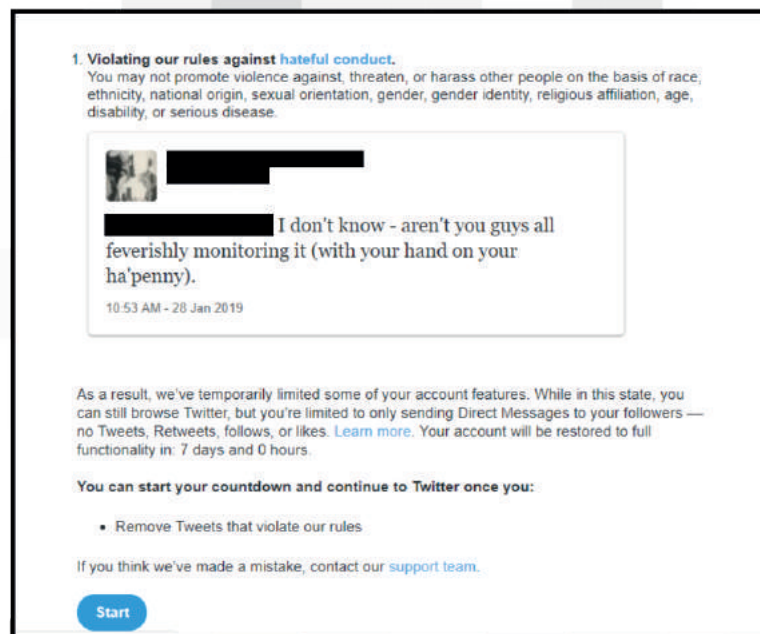 1. Violating our rules against hateful conduct.
You may not promote violence against, threaten, or harass other people on the basis of race,
ethnicity, national origin, sexual orientation, gender, gender identity, religious affiliation, age,
disability, or serious disease.
I don't know - aren't you guys all
feverishly monitoring it (with your hand on your
ha'penny).
10:53 AM - 28 Jan 2019
As a result, we've temporarily limited some of your account features. While in this state, you
can still browse Twitter, but you're limited to only sending Direct Messages to your followers —
no Tweets, Retweets, follows, or likes. Learn more. Your account will be restored to full
functionality in: 7 days and 0 hours.
You can start your countdown and continue to Twitter once you:
• Remove Tweets that violate our rules
If you think we've made a mistake, contact our support team.
Start